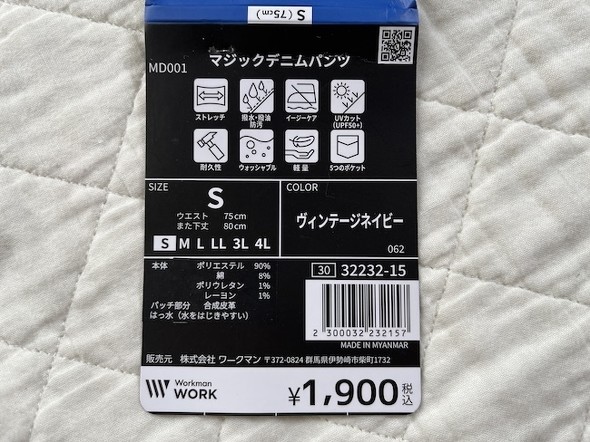 S (75cm)
マジックデニムパンツ
MD001
ストレッチ
撥水・撥油
防汚
イージーケア
UVカット
(UPF50+)
耐久性
ウォッシャブル
軽量
5つのポケット
SIZE
S
ウエスト 75cm
また下丈 80cm
S M L LL 3L 4L
COLOR
ヴィンテージネイビー
062
本体 ポリエステル 90%
綿 8%
ポリウレタン 1%
レーヨン 1%
パッチ部分 合成皮革
はっ水（水をはじきやすい）
30 32232-15
2 300032 232157
MADE IN MYANMAR
販売元 株式会社 ワークマン 〒372-0824 群馬県伊勢崎市柴町1732
Workman
WORK
¥1,900 税込